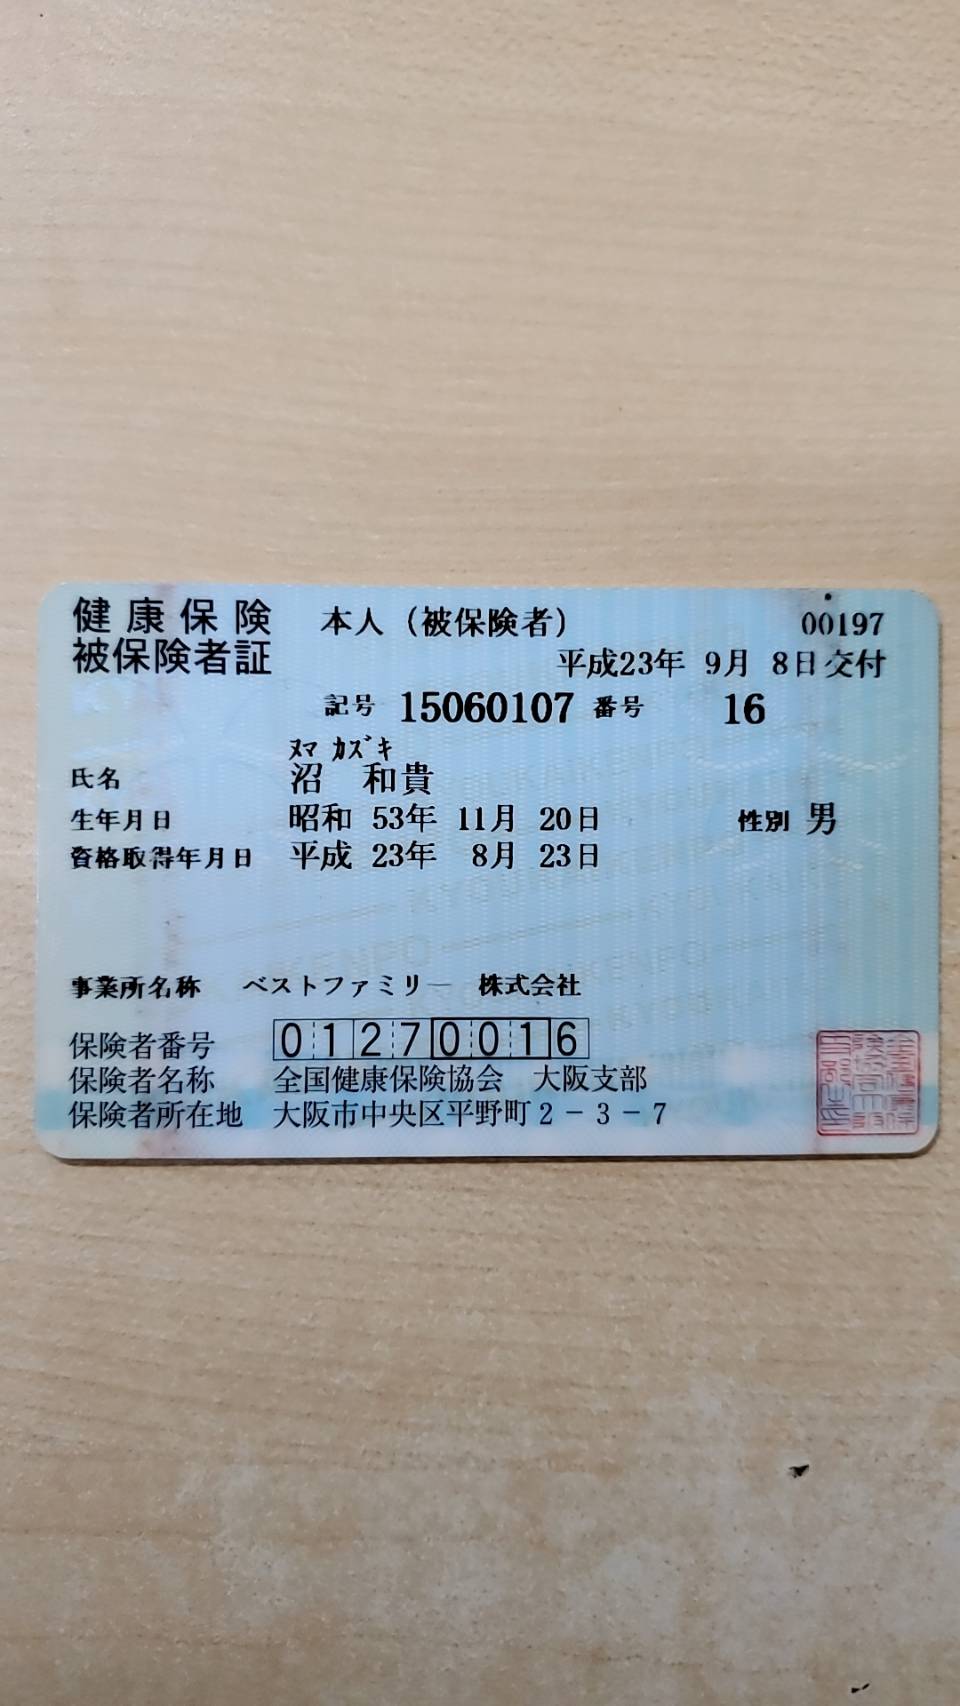 健康保険
被保険者証
本人（被保険者）
00197
平成23年 9月 8日交付
記号 15060107 番号 16
ﾇﾏ ｶｽﾞｷ
氏名 沼 和貴
生年月日 昭和 53年 11月 20日 性別 男
資格取得年月日 平成 23年 8月 23日
事業所名称 ベストファミリー 株式会社
保険者番号 01270016
保険者名称 全国健康保険協会 大阪支部
保険者所在地 大阪市中央区平野町2－3－7